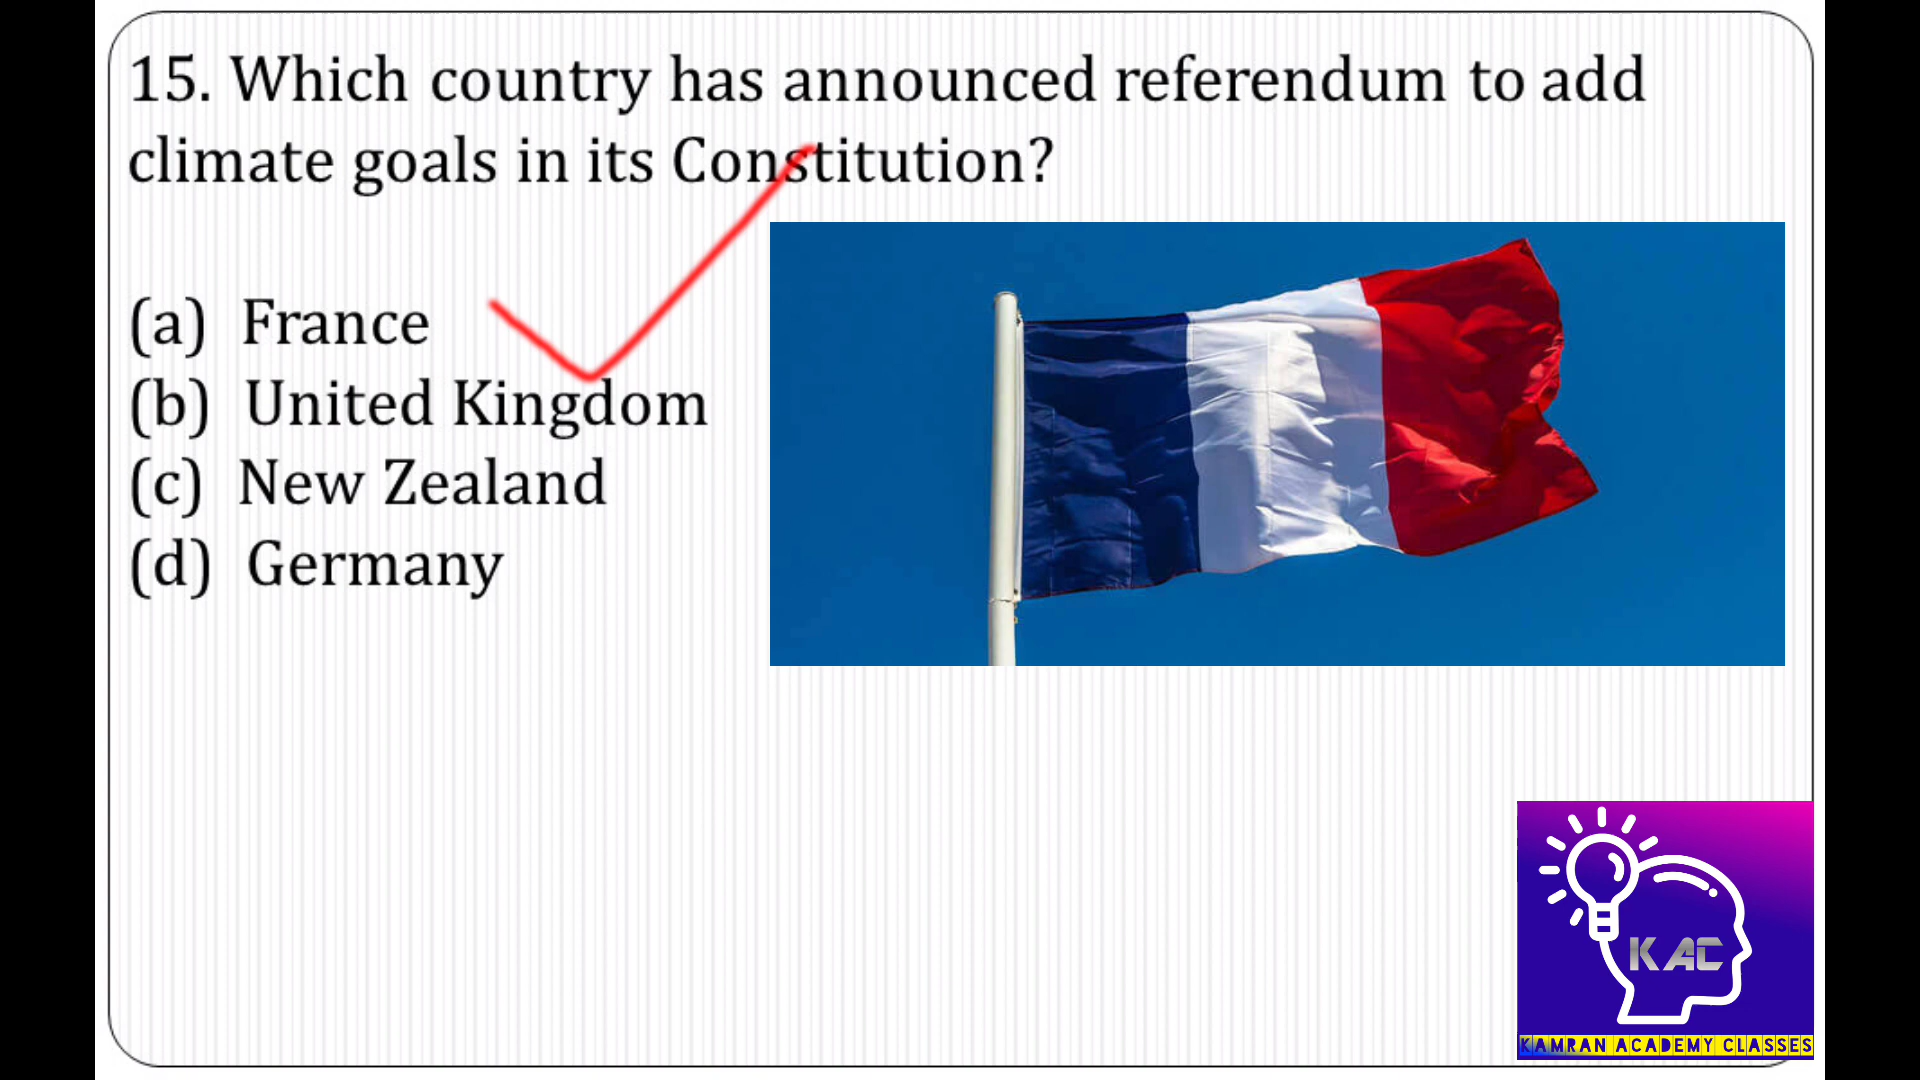 15. Which country has announced referendum to add
climate goals in its Constitution?
(a) France
(b) United Kingdom
(c) New Zealand
(d) Germany
KAC
KAMRAN ACADEMY CLASSES